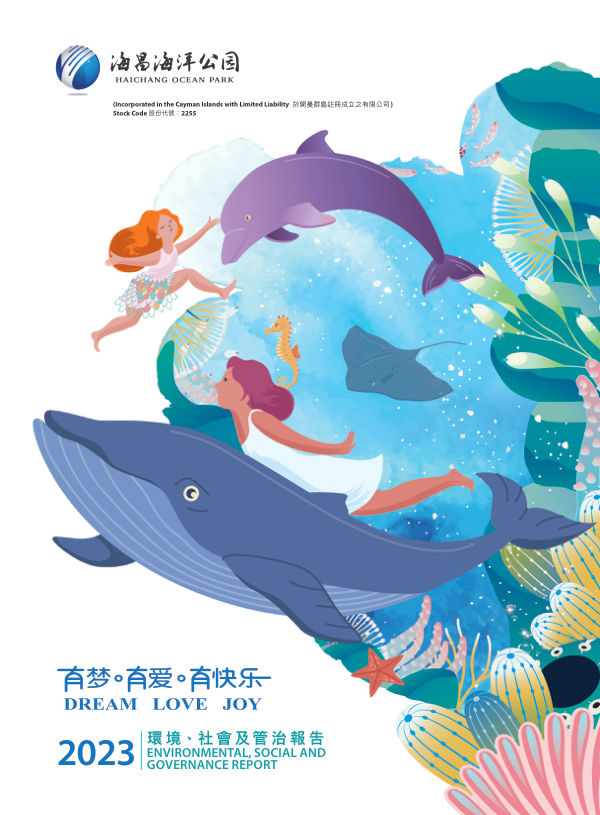 海昌海洋公园
HAICHANG OCEAN PARK
(Incorporated in the Cayman Islands with Limited Liability 於開曼群島註冊成立之有限公司)
Stock Code 股份代號：2255
有梦。有爱。有快乐
DREAM LOVE JOY
2023
環境、社會及管治報告
ENVIRONMENTAL, SOCIAL AND
GOVERNANCE REPORT